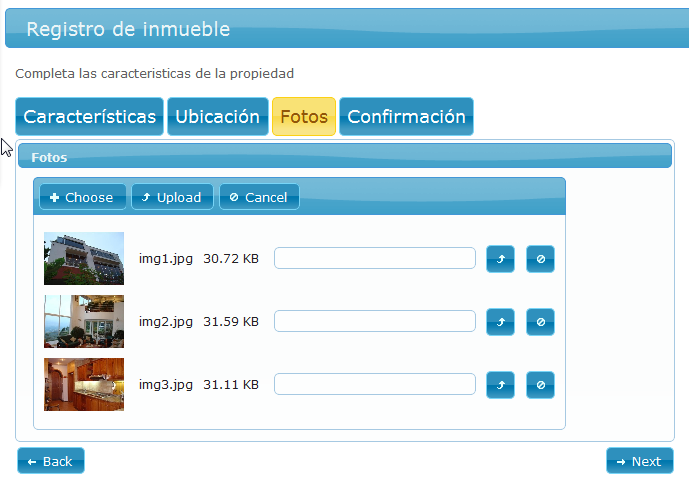 Registro de inmueble
Completa las caracteristicas de la propiedad
Características Ubicación Fotos Confirmación
Fotos
Choose Upload Cancel
img1.jpg 30.72 KB
img2.jpg 31.59 KB
img3.jpg 31.11 KB
Back Next